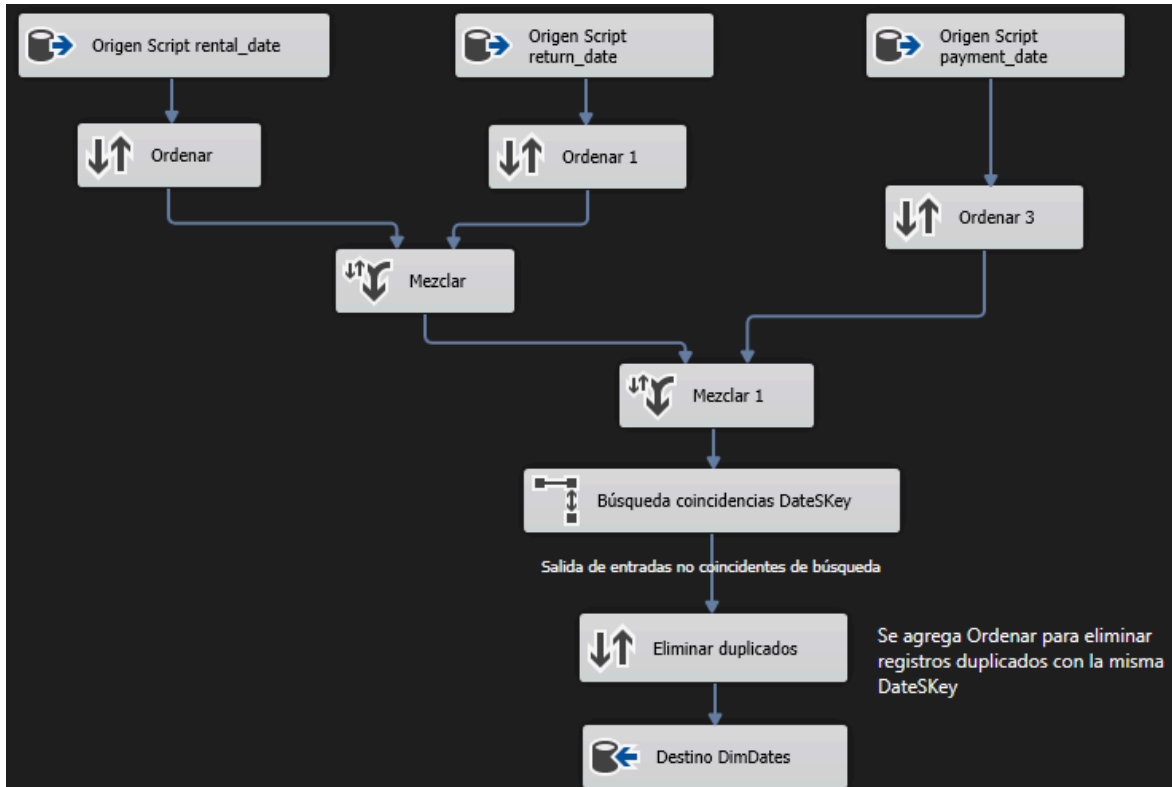 Origen Script rental_date
Origen Script
return_date
Origen Script
payment_date
Ordenar
Ordenar 1
Ordenar 3
Mezclar
Mezclar 1
Búsqueda coincidencias DateSKey
Salida de entradas no coincidentes de búsqueda
Eliminar duplicados
Se agrega Ordenar para eliminar
registros duplicados con la misma
DateSKey
Destino DimDates